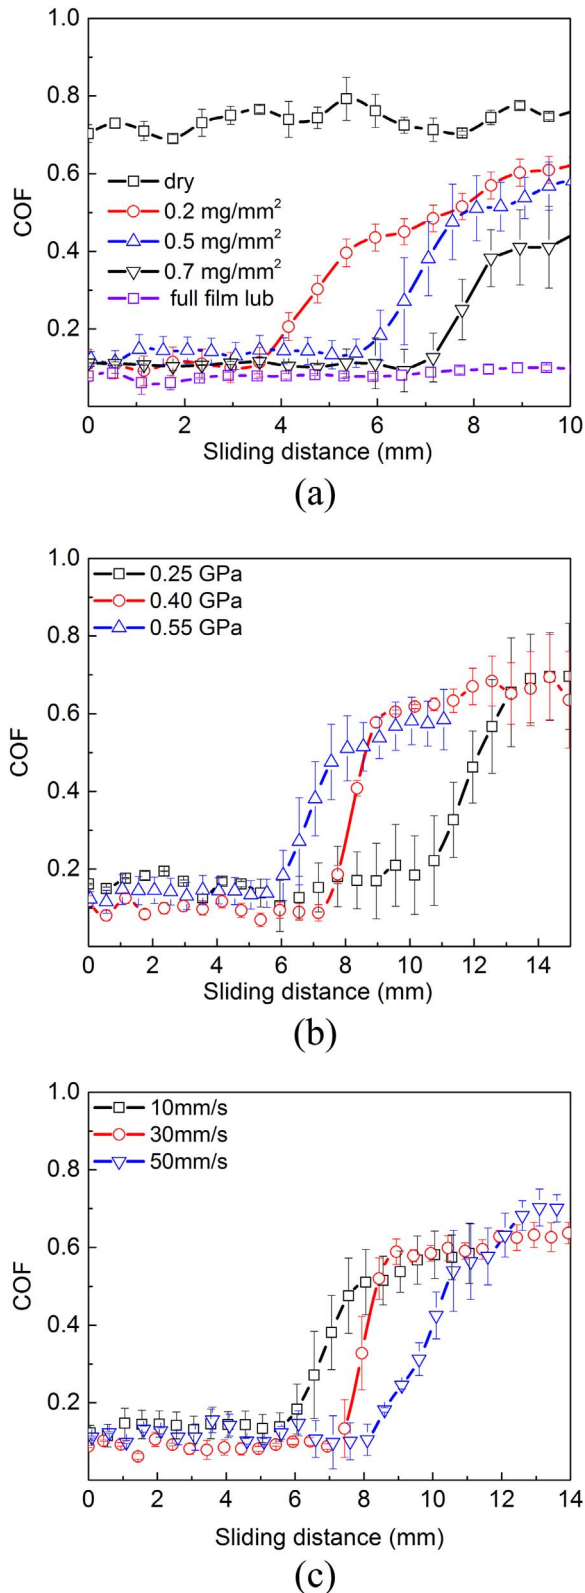 1.0
0.8
0.6
0.4
0.2
COF
dry
0.2 mg/mm²
0.5 mg/mm²
0.7 mg/mm²
full film lub
0 2 4 6 8 10
Sliding distance (mm)
(a)
1.0
0.8
0.6
0.4
0.2
COF
0.25 GPa
0.40 GPa
0.55 GPa
0 2 4 6 8 10 12 14
Sliding distance (mm)
(b)
1.0
0.8
0.6
0.4
0.2
COF
10mm/s
30mm/s
50mm/s
0 2 4 6 8 10 12 14
Sliding distance (mm)
(c)